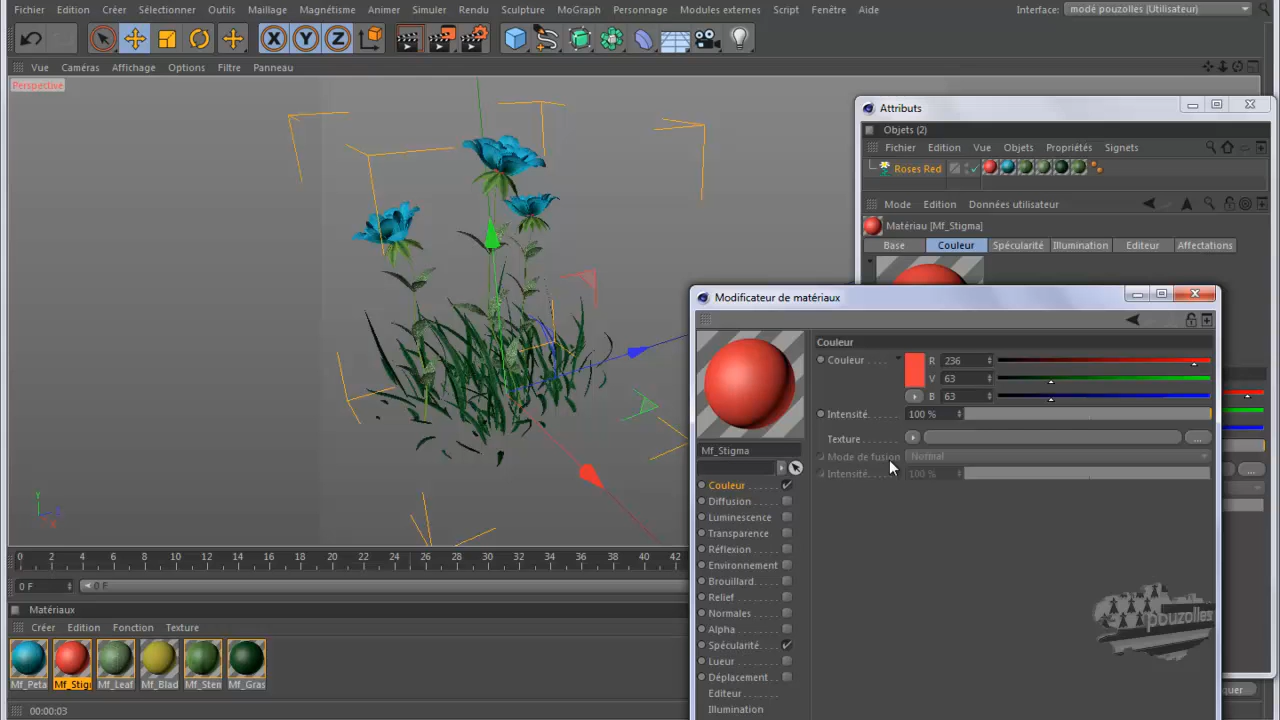 Fichier Edition Créer Sélectionner Outils Maillage Magnétisme Animer Simuler Rendu Sculpture MoGraph Personnage Modules externes Script Fenêtre Aide Interface: modé pouzolles (Utilisateur)
X Y Z
Vue Caméras Affichage Options Filtre Panneau
Perspective
Attributs
Objets (2)
Fichier Edition Vue Objets Propriétés Signets
Roses Red
Mode Edition Données utilisateur
Matériau [Mf_Stigma]
Base Couleur Spécularité Illumination Editeur Affectations
Modificateur de matériaux
Couleur
Couleur . . . . R 236
V 63
B 63
Intensité. . . . . . 100 %
Texture . . . . . . . ...
Mode de fusion Normal
Intensité. . . . . . 100 %
Mf_Stigma
Couleur
Diffusion
Luminescence
Transparence
Réflexion
Environnement
Brouillard
Relief
Normales
Alpha
Spécularité
Lueur
Déplacement
Editeur
Illumination
Y
X
0 2 4 6 8 10 12 14 16 18 20 22 24 26 28 30 32 34 36 38 40 42
0 F 0 F
Matériaux
Créer Edition Fonction Texture
Mf_Peta Mf_Stigi Mf_Leaf Mf_Blad Mf_Sten Mf_Gras
00:00:03
pouzolles
quer